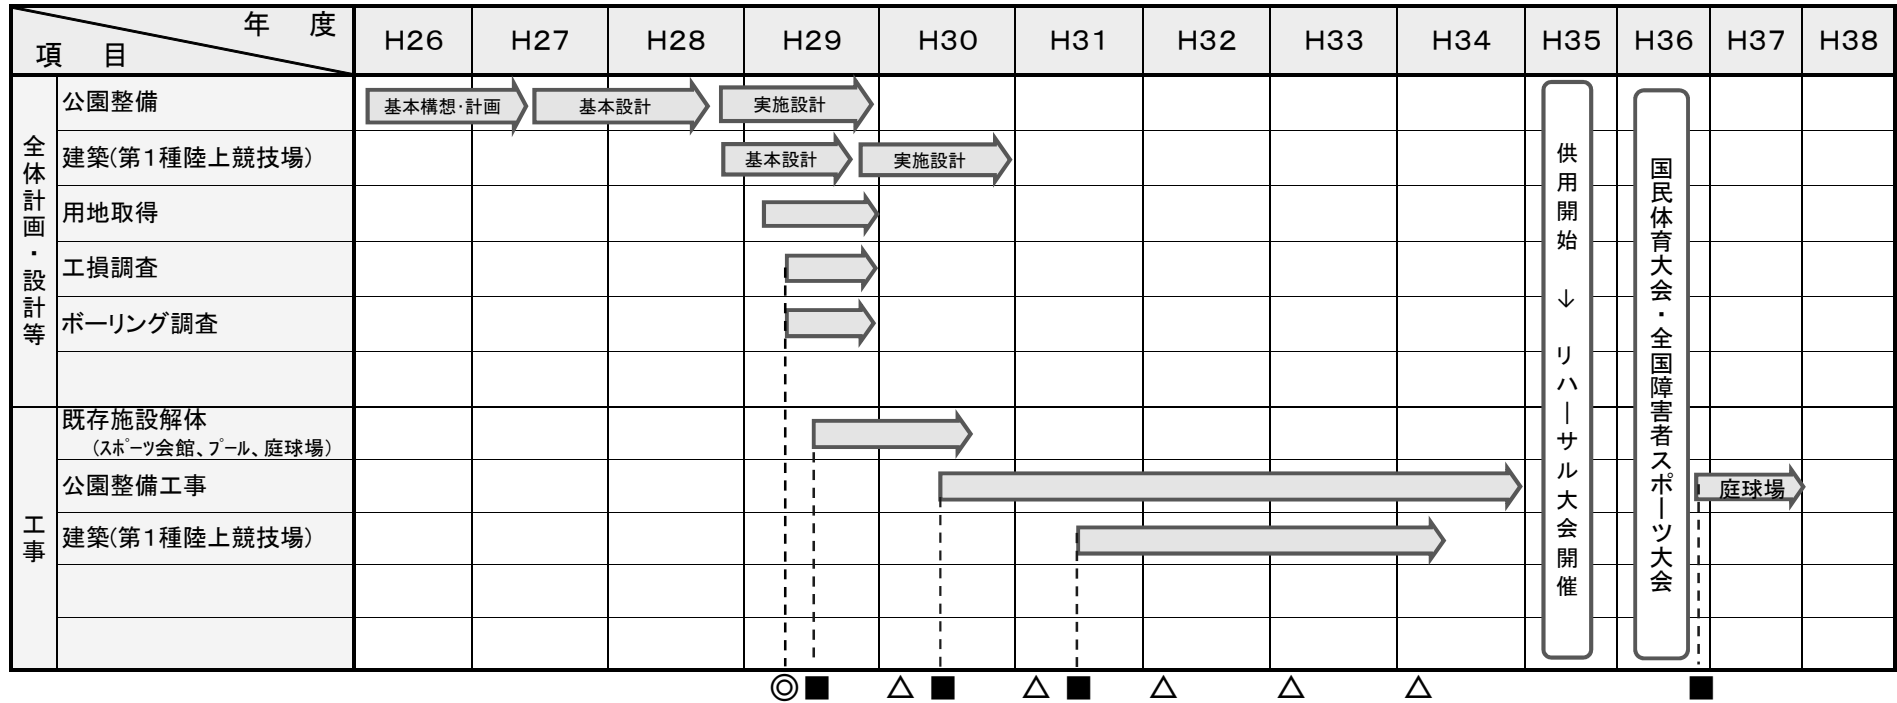 年　度
項　目
H26 H27 H28 H29 H30 H31 H32 H33 H34 H35 H36 H37 H38
全体計画・設計等
公園整備
基本構想・計画 基本設計 実施設計
建築(第1種陸上競技場)
基本設計 実施設計
用地取得
工損調査
ボーリング調査
工事
既存施設解体
(ｽﾎﾟｰﾂ会館、ﾌﾟｰﾙ、庭球場)
公園整備工事
庭球場
建築(第1種陸上競技場)
供用開始　↓　リハーサル大会開催
国民体育大会・全国障害者スポーツ大会
◎ ■ △ ■ △ ■ △ △ △ ■